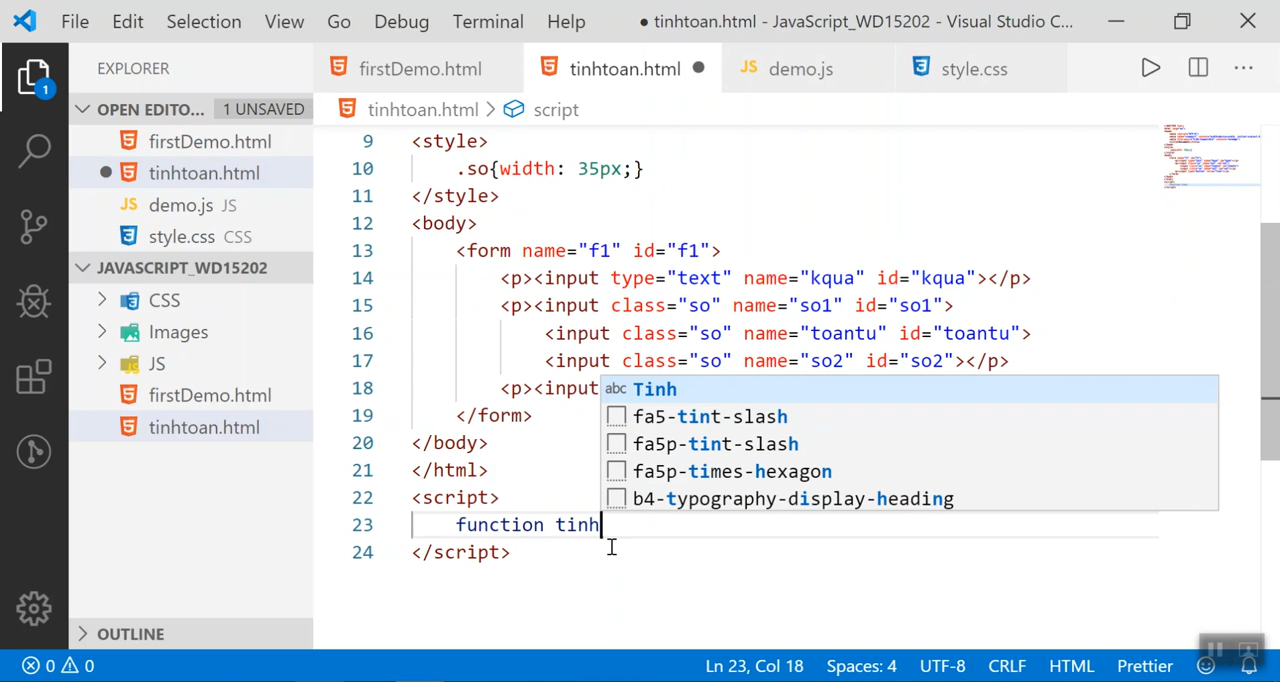 File Edit Selection View Go Debug Terminal Help ● tinhtoan.html - JavaScript_WD15202 - Visual Studio C...
EXPLORER
OPEN EDITO... 1 UNSAVED
firstDemo.html
● tinhtoan.html
JS demo.js JS
style.css CSS
JAVASCRIPT_WD15202
CSS
Images
JS
firstDemo.html
tinhtoan.html
OUTLINE
firstDemo.html tinhtoan.html ● JS demo.js style.css ...
tinhtoan.html > script
9 <style>
10 .so{width: 35px;}
11 </style>
12 <body>
13 <form name="f1" id="f1">
14 <p><input type="text" name="kqua" id="kqua"></p>
15 <p><input class="so" name="so1" id="so1">
16 <input class="so" name="toantu" id="toantu">
17 <input class="so" name="so2" id="so2"></p>
18 <p><input
19 </form>
20 </body>
21 </html>
22 <script>
23 function tinh
24 </script>
abc Tinh
fa5-tint-slash
fa5p-tint-slash
fa5p-times-hexagon
b4-typography-display-heading
1
0 0 Ln 23, Col 18 Spaces: 4 UTF-8 CRLF HTML Prettier